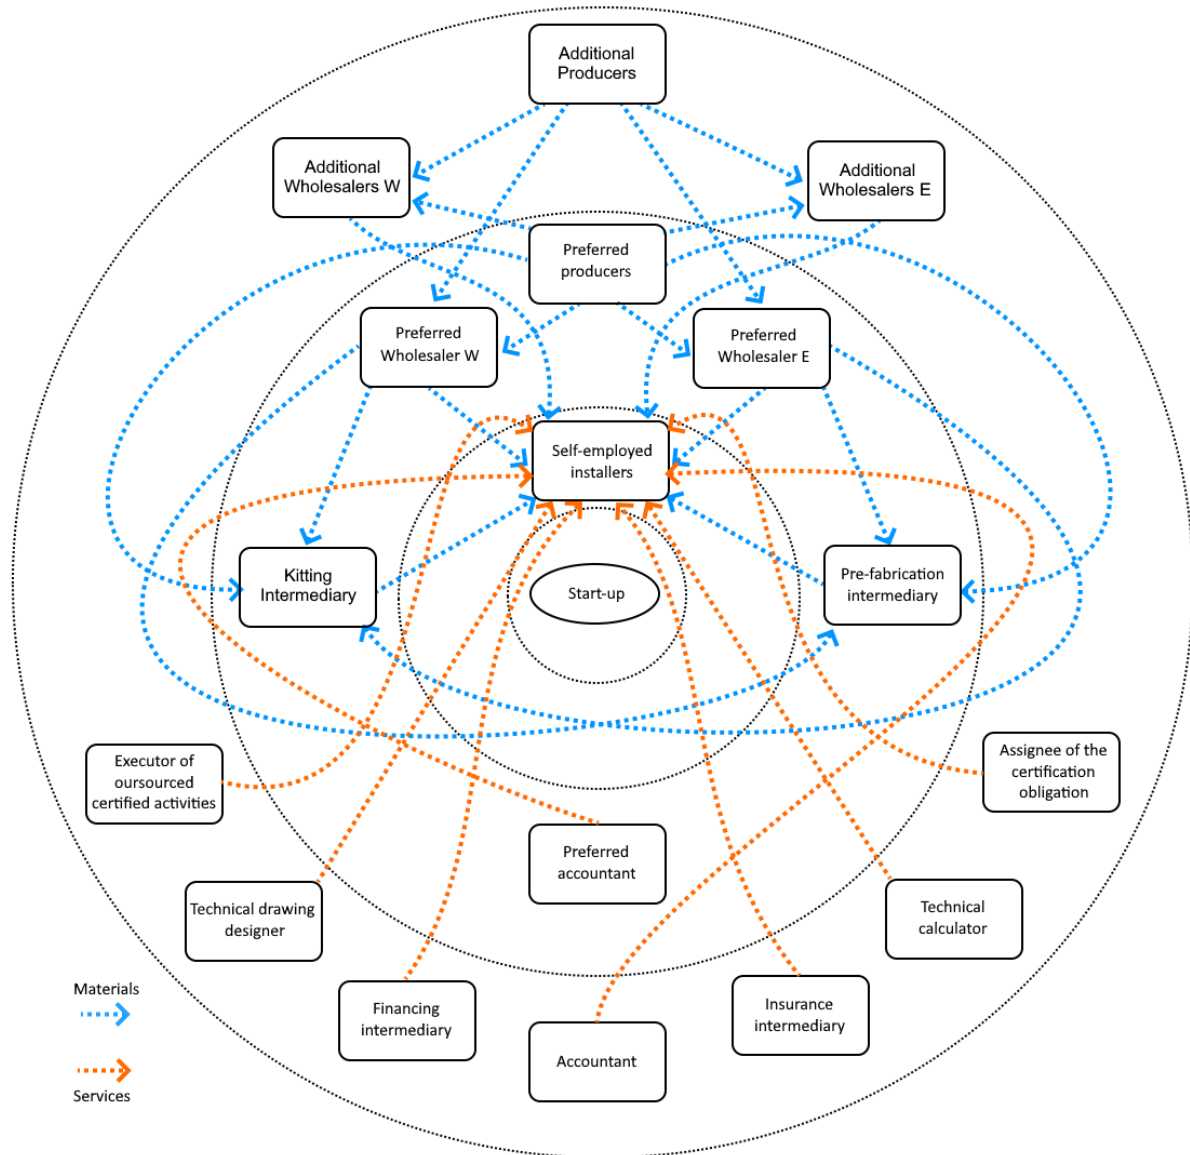 Additional
Producers
Additional
Wholesalers W
Additional
Wholesalers E
Preferred
producers
Preferred
Wholesaler W
Preferred
Wholesaler E
Self-employed
installers
Kitting
Intermediary
Start-up
Pre-fabrication
intermediary
Executor of
oursourced
certified activities
Assignee of the
certification
obligation
Preferred
accountant
Technical drawing
designer
Technical
calculator
Materials
Financing
intermediary
Insurance
intermediary
Accountant
Services